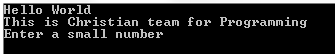 Hello World
This is Christian team for Programming
Enter a small number